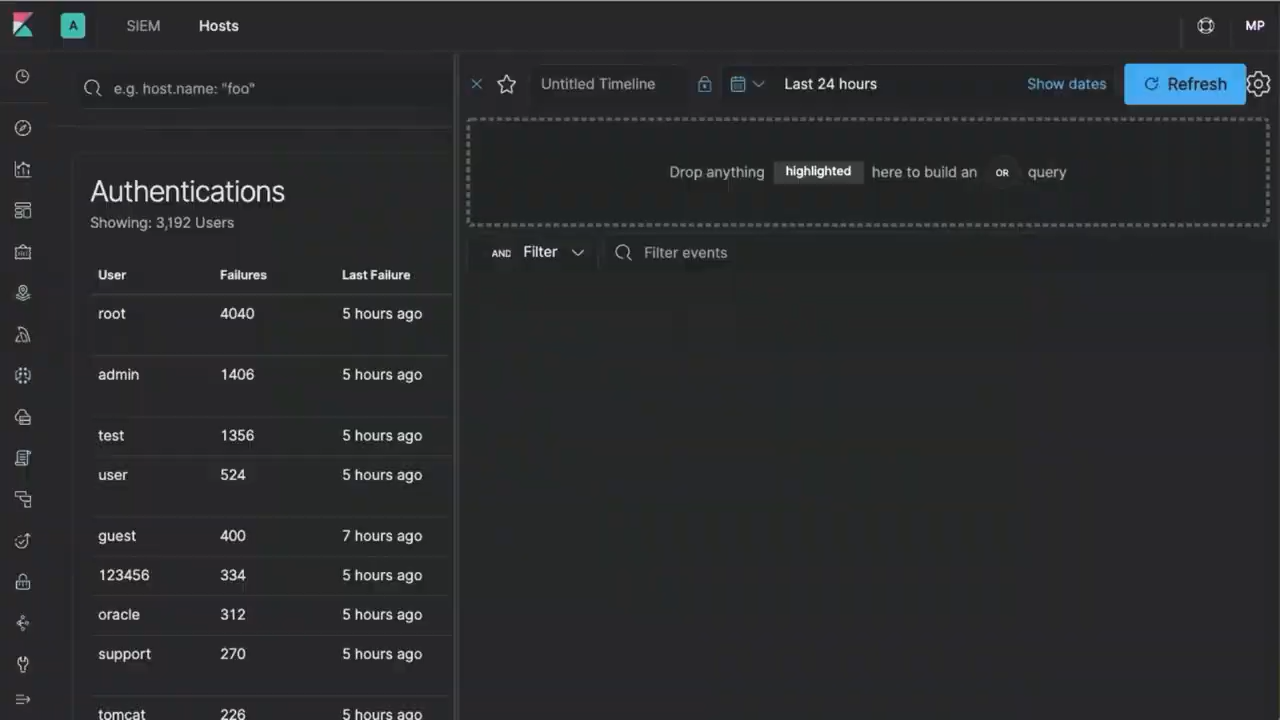 A SIEM Hosts MP
e.g. host.name: "foo"
Untitled Timeline Last 24 hours Show dates Refresh
Drop anything highlighted here to build an OR query
AND Filter Filter events
Authentications
Showing: 3,192 Users
User Failures Last Failure
root 4040 5 hours ago
admin 1406 5 hours ago
test 1356 5 hours ago
user 524 5 hours ago
guest 400 7 hours ago
123456 334 5 hours ago
oracle 312 5 hours ago
support 270 5 hours ago
tomcat 226 5 hours ago